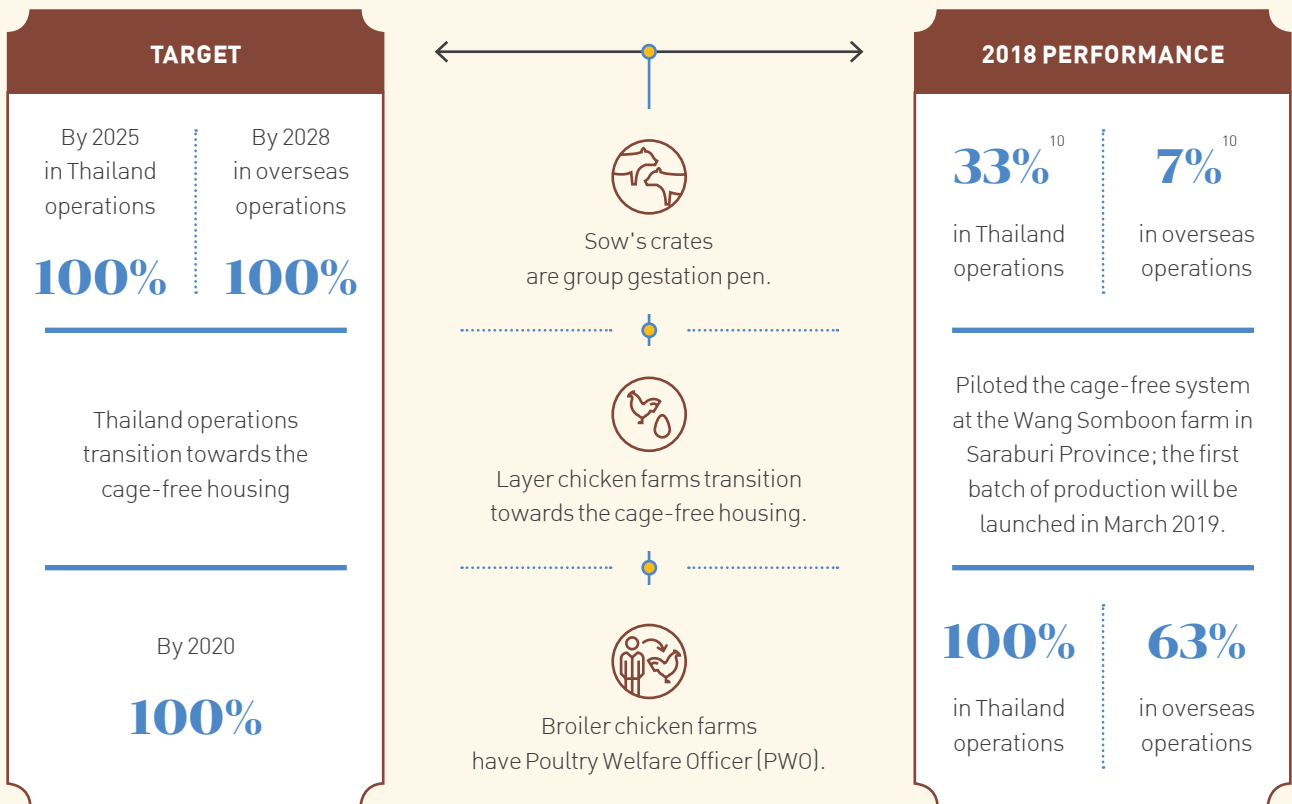 TARGET
By 2025
in Thailand
operations
100%
By 2028
in overseas
operations
100%
Thailand operations
transition towards the
cage-free housing
By 2020
100%
Sow's crates
are group gestation pen.
Layer chicken farms transition
towards the cage-free housing.
Broiler chicken farms
have Poultry Welfare Officer (PWO).
2018 PERFORMANCE
33% 10
in Thailand
operations
7% 10
in overseas
operations
Piloted the cage-free system
at the Wang Somboon farm in
Saraburi Province; the first
batch of production will be
launched in March 2019.
100%
in Thailand
operations
63%
in overseas
operations